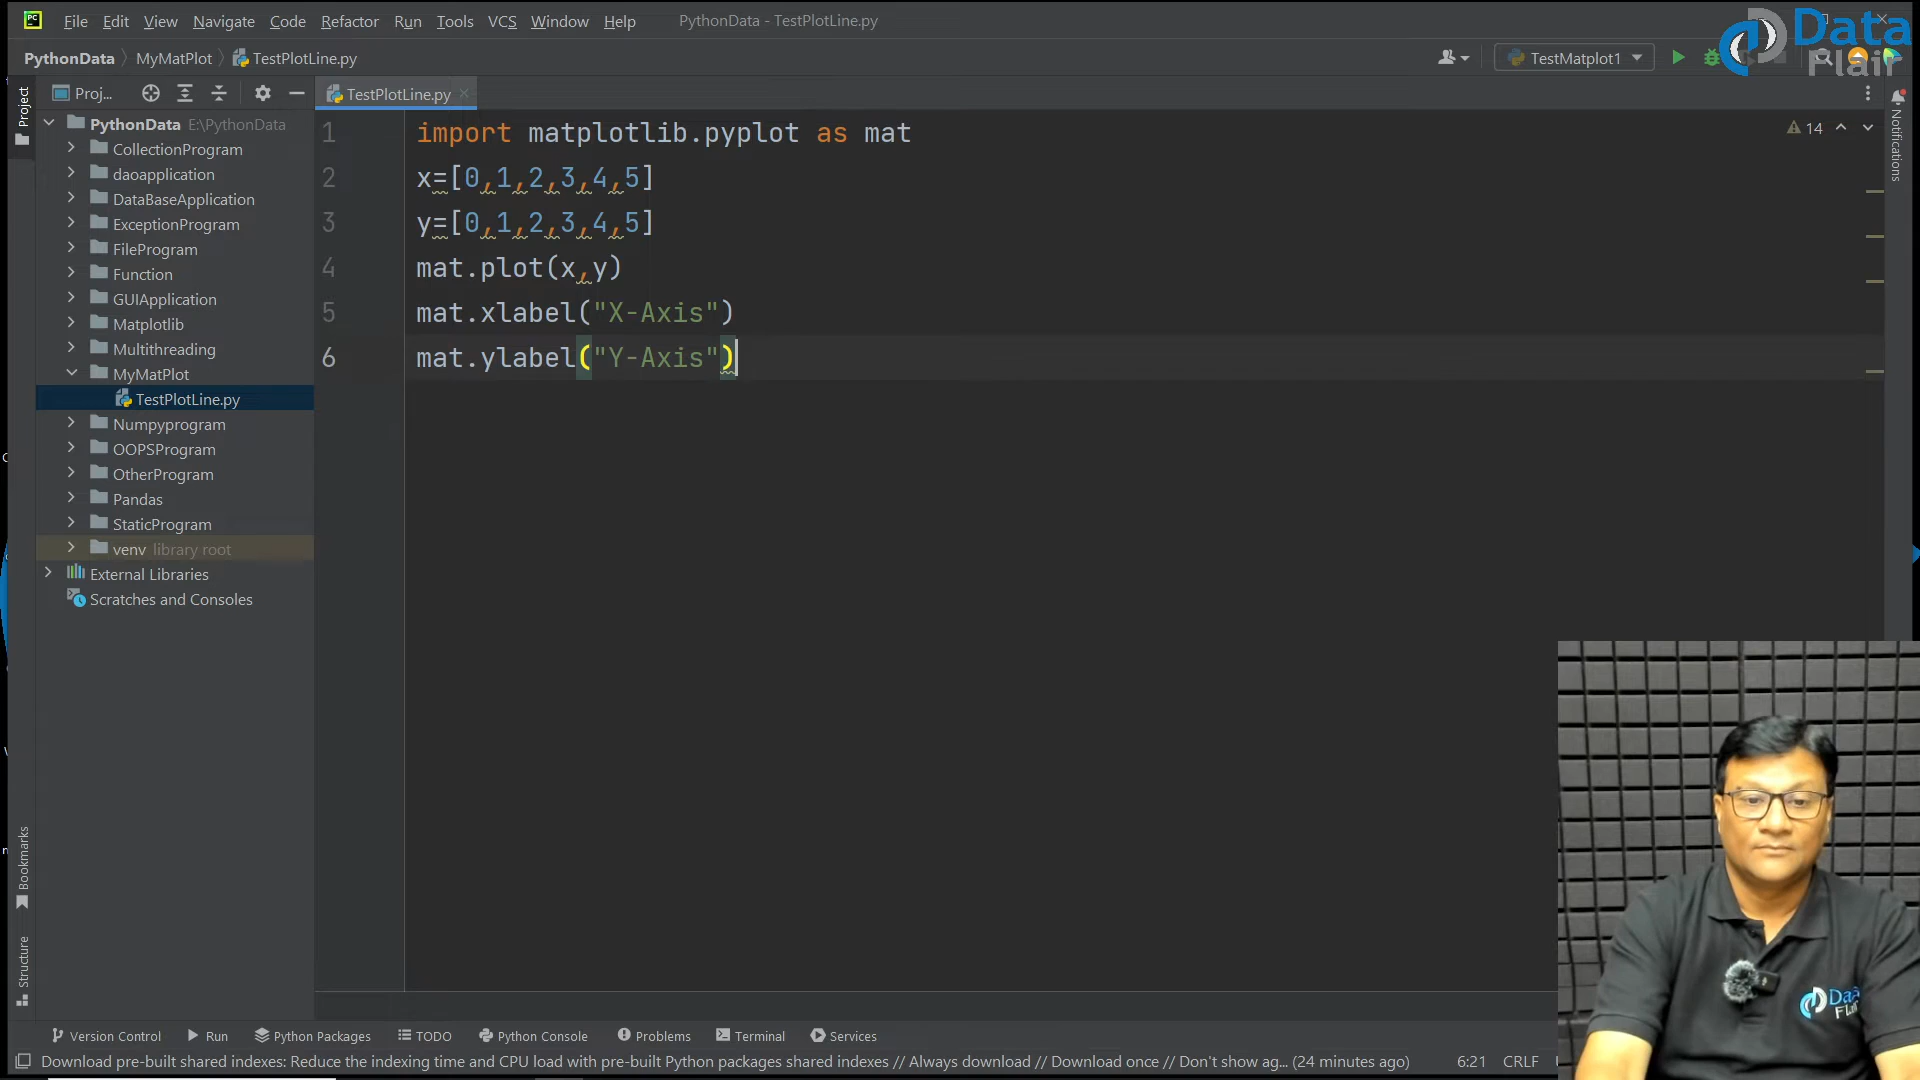 File Edit View Navigate Code Refactor Run Tools VCS Window Help PythonData - TestPlotLine.py
Data Flair
PythonData MyMatPlot TestPlotLine.py TestMatplot1
Project
Proj...
TestPlotLine.py
PythonData E:\PythonData
CollectionProgram
daoapplication
DataBaseApplication
ExceptionProgram
FileProgram
Function
GUIApplication
Matplotlib
Multithreading
MyMatPlot
TestPlotLine.py
Numpyprogram
OOPSProgram
OtherProgram
Pandas
StaticProgram
venv library root
External Libraries
Scratches and Consoles
1 import matplotlib.pyplot as mat
2 x=[0,1,2,3,4,5]
3 y=[0,1,2,3,4,5]
4 mat.plot(x,y)
5 mat.xlabel("X-Axis")
6 mat.ylabel("Y-Axis")
14
Notifications
Bookmarks
Structure
Version Control Run Python Packages TODO Python Console Problems Terminal Services
Download pre-built shared indexes: Reduce the indexing time and CPU load with pre-built Python packages shared indexes // Always download // Download once // Don't show ag... (24 minutes ago) 6:21 CRLF